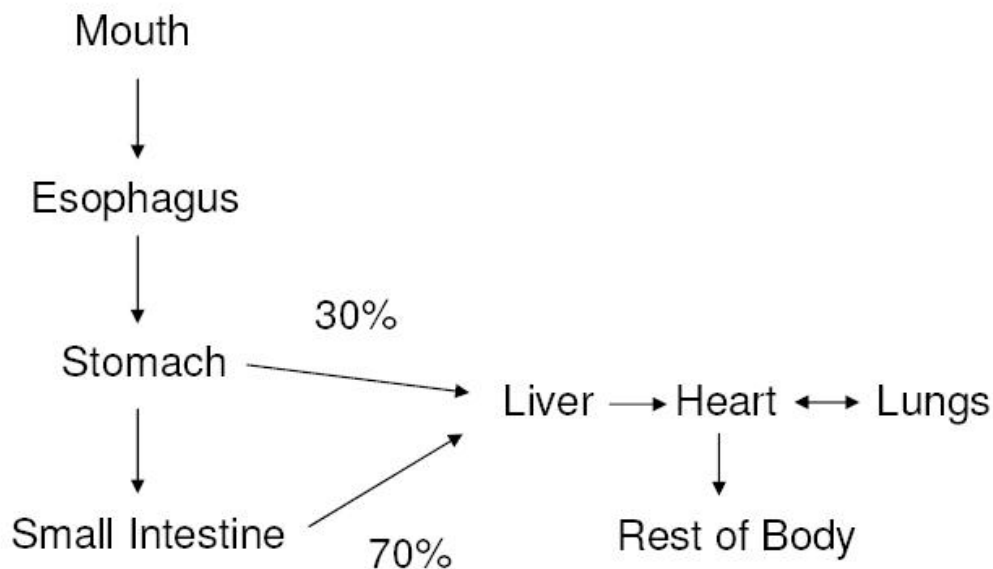 Mouth
Esophagus
30%
Stomach
Liver
Heart
Lungs
Small Intestine
70%
Rest of Body